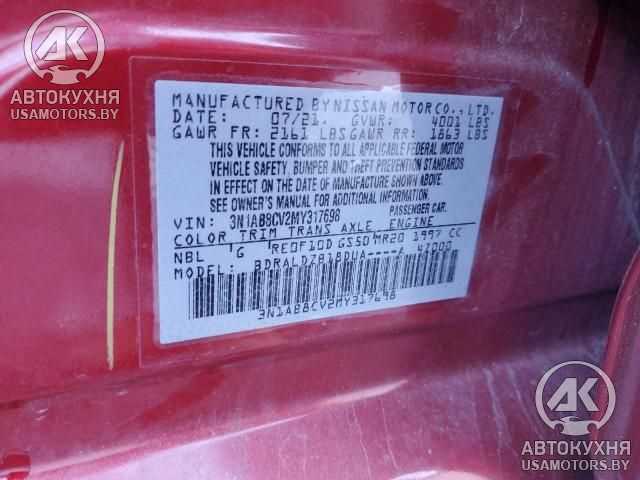 AK
АВТОКУХНЯ
USAMOTORS.BY
MANUFACTURED BY NISSAN MOTOR CO., LTD.
DATE: 07/21. GVWR: 4001 LBS
GAWR FR: 2161 LBS GAWR RR: 1863 LBS
THIS VEHICLE CONFORMS TO ALL APPLICABLE FEDERAL MOTOR
VEHICLE SAFETY, BUMPER AND THEFT PREVENTION STANDARDS
IN EFFECT ON THE DATE OF MANUFACTURE SHOWN ABOVE.
SEE OWNER'S MANUAL FOR ADDITIONAL INFORMATION.
VIN: 3N1AB8CV2MY317698 PASSENGER CAR.
COLOR TRIM TRANS AXLE ENGINE
NBL 'G RE0F10D GS50 MR20 1997 CC
MODEL: BDRALDZ818DUA----A 47000
3N1AB8CV2MY317698
AK
АВТОКУХНЯ
USAMOTORS.BY